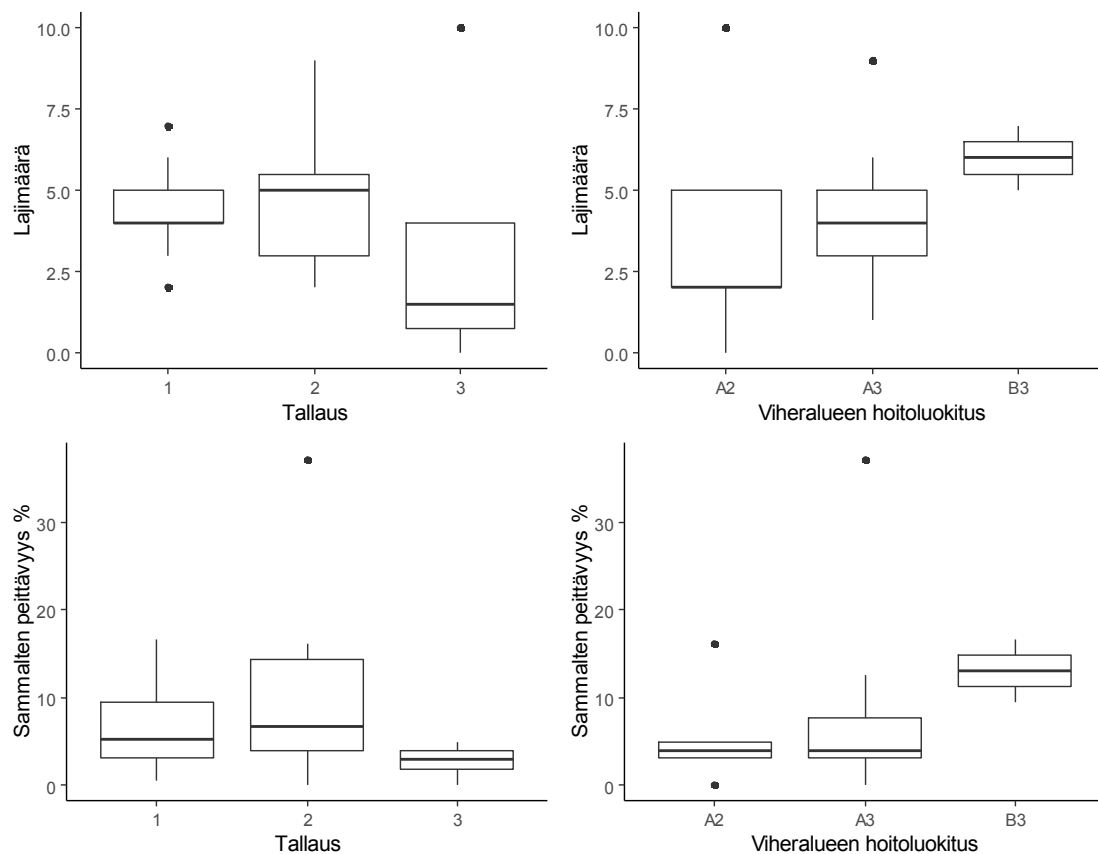 Lajimäärä
10.0
7.5
5.0
2.5
0.0
1 2 3
Tallaus
Lajimäärä
10.0
7.5
5.0
2.5
0.0
A2 A3 B3
Viheralueen hoitoluokitus
Sammalten peittävyys %
30
20
10
0
1 2 3
Tallaus
Sammalten peittävyys %
30
20
10
0
A2 A3 B3
Viheralueen hoitoluokitus